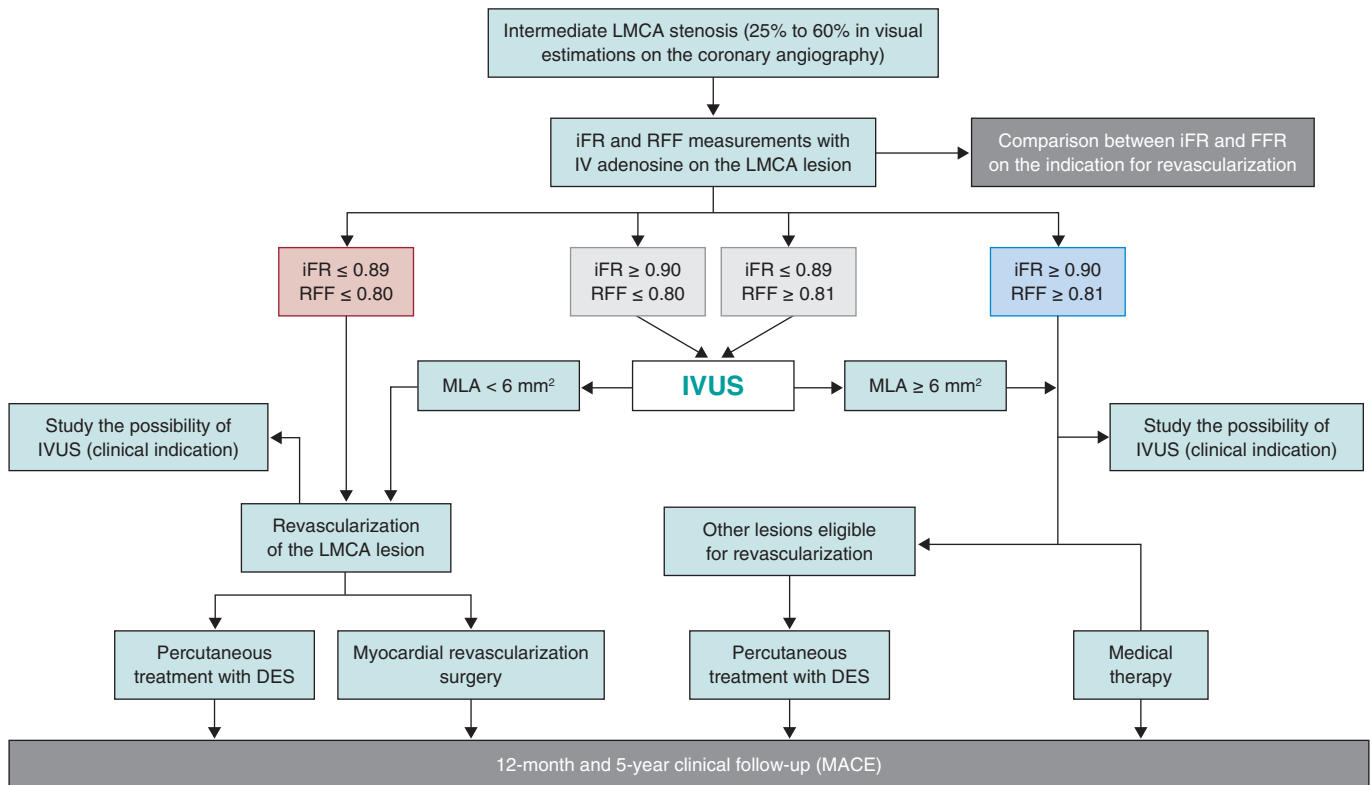 Intermediate LMCA stenosis (25% to 60% in visual
estimations on the coronary angiography)
iFR and RFF measurements with
IV adenosine on the LMCA lesion
Comparison between iFR and FFR
on the indication for revascularization
iFR ≤ 0.89
RFF ≤ 0.80
iFR ≥ 0.90
RFF ≤ 0.80
iFR ≤ 0.89
RFF ≥ 0.81
iFR ≥ 0.90
RFF ≥ 0.81
MLA < 6 mm²
IVUS
MLA ≥ 6 mm²
Study the possibility of
IVUS (clinical indication)
Study the possibility of
IVUS (clinical indication)
Revascularization
of the LMCA lesion
Other lesions eligible
for revascularization
Percutaneous
treatment with DES
Myocardial revascularization
surgery
Percutaneous
treatment with DES
Medical
therapy
12-month and 5-year clinical follow-up (MACE)